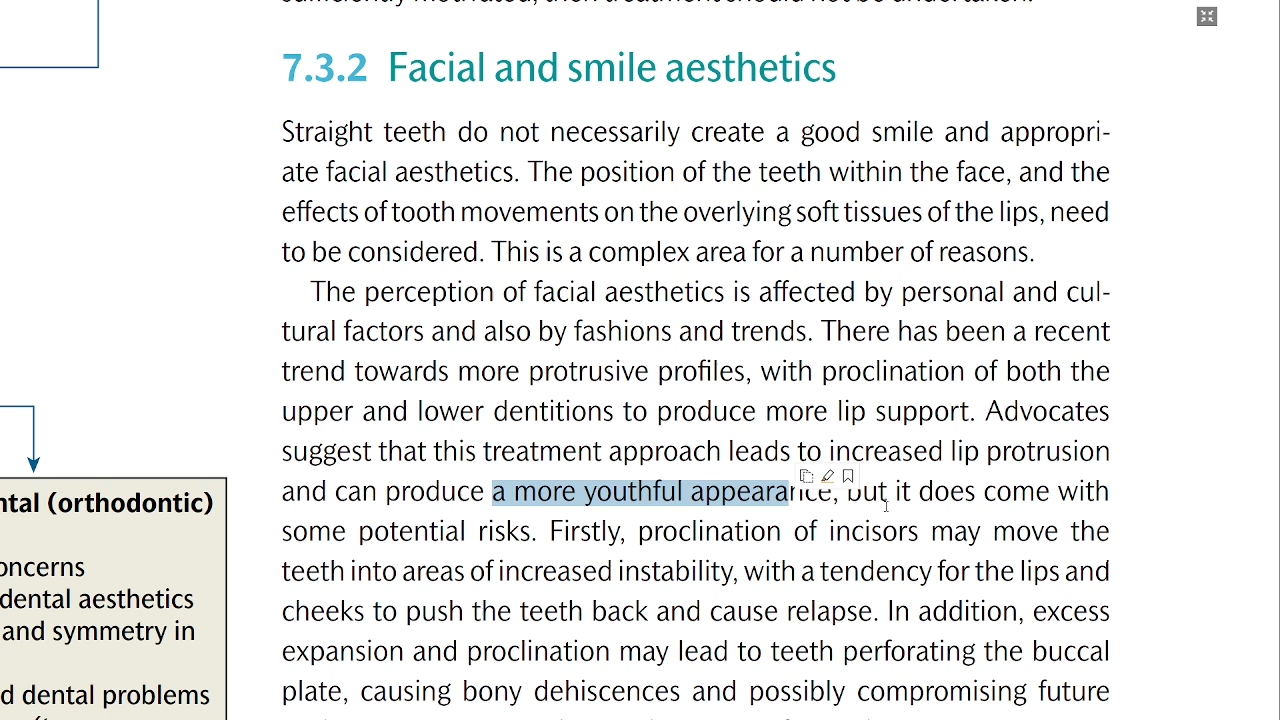 sufficiently motivated, then treatment should not be undertaken.
7.3.2 Facial and smile aesthetics
Straight teeth do not necessarily create a good smile and appropri-
ate facial aesthetics. The position of the teeth within the face, and the
effects of tooth movements on the overlying soft tissues of the lips, need
to be considered. This is a complex area for a number of reasons.
The perception of facial aesthetics is affected by personal and cul-
tural factors and also by fashions and trends. There has been a recent
trend towards more protrusive profiles, with proclination of both the
upper and lower dentitions to produce more lip support. Advocates
suggest that this treatment approach leads to increased lip protrusion
and can produce a more youthful appearance, but it does come with
some potential risks. Firstly, proclination of incisors may move the
teeth into areas of increased instability, with a tendency for the lips and
cheeks to push the teeth back and cause relapse. In addition, excess
expansion and proclination may lead to teeth perforating the buccal
plate, causing bony dehiscences and possibly compromising future
ntal (orthodontic)
oncerns
dental aesthetics
and symmetry in
d dental problems